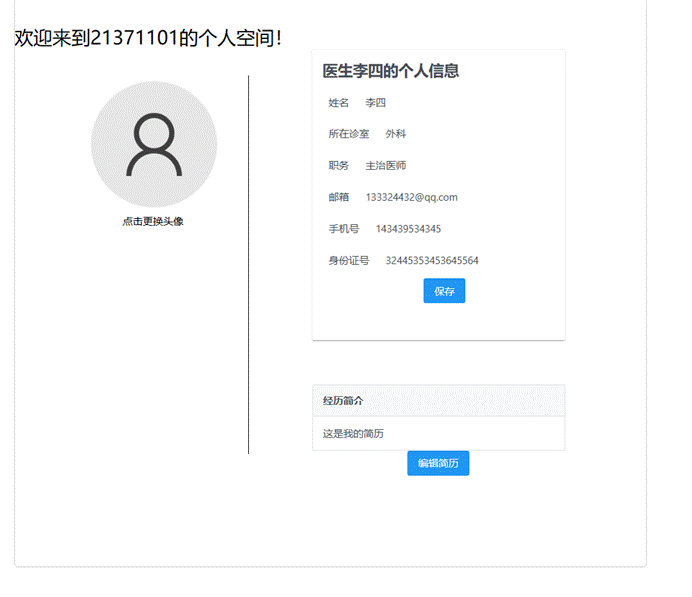 欢迎来到21371101的个人空间！
点击更换头像
医生李四的个人信息
姓名 李四
所在诊室 外科
职务 主治医师
邮箱 133324432@qq.com
手机号 143439534345
身份证号 32445353453645564
保存
经历简介
这是我的简历
编辑简历